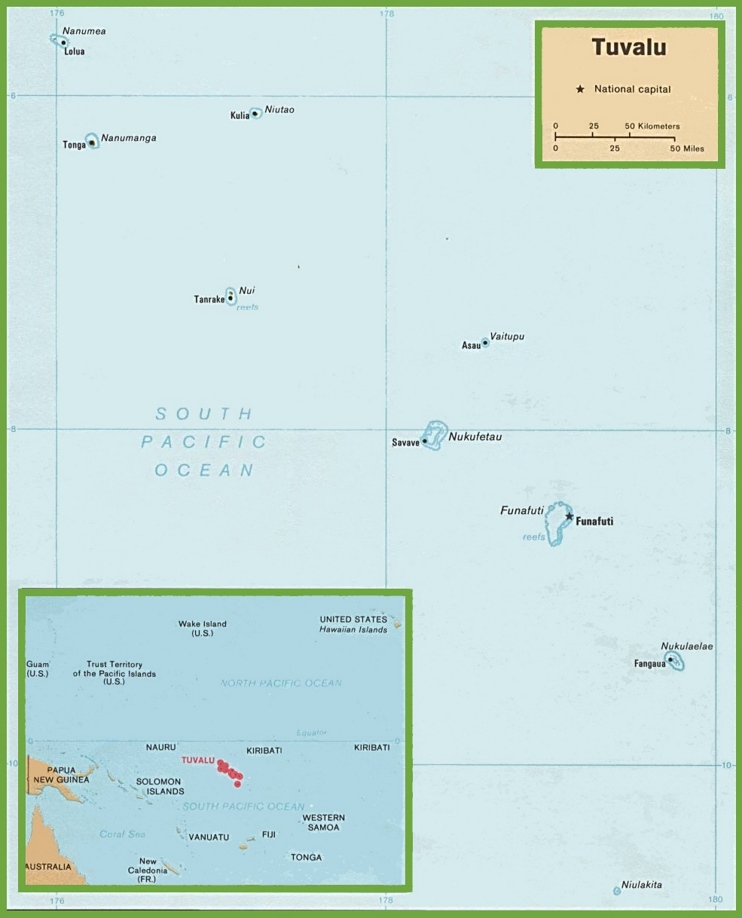 176
178
180
Nanumea
Lolua
Tuvalu
National capital
0 25 50 Kilometers
0 25 50 Miles
6
6
Kulia
Niutao
Tonga
Nanumanga
Tanrake
Nui
reefs
Asau
Vaitupu
SOUTH
PACIFIC
OCEAN
8
8
Savave
Nukufetau
Funafuti
Funafuti
reefs
Nukulaelae
Fangaua
Wake Island
(U.S.)
UNITED STATES
Hawaiian Islands
Guam
(U.S.)
Trust Territory
of the Pacific Islands
(U.S.)
NORTH PACIFIC OCEAN
Equator
0
0
NAURU
KIRIBATI
KIRIBATI
TUVALU
PAPUA
NEW GUINEA
SOLOMON
ISLANDS
SOUTH PACIFIC OCEAN
Coral Sea
VANUATU
FIJI
WESTERN
SAMOA
AUSTRALIA
New
Caledonia
(FR.)
TONGA
10
10
Niulakita
176
178
180